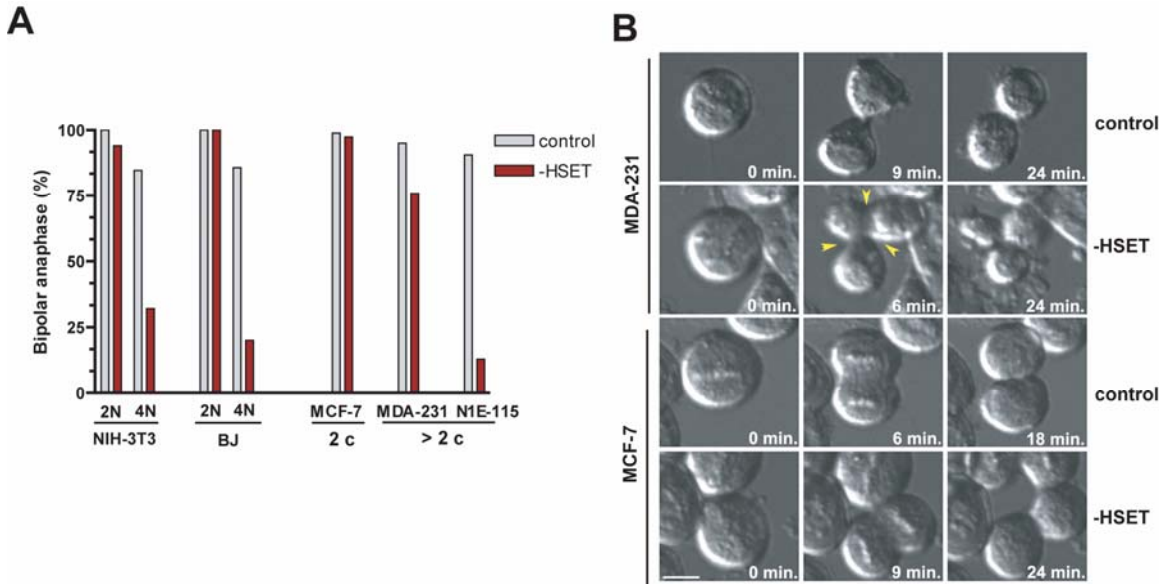 A
Bipolar anaphase (%)
100
75
50
25
0
control
-HSET
2N 4N 2N 4N MCF-7 MDA-231 N1E-115
NIH-3T3 BJ 2 c > 2 c
B
MDA-231
0 min. 9 min. 24 min. control
0 min. 6 min. 24 min. -HSET
MCF-7
0 min. 6 min. 18 min. control
0 min. 9 min. 24 min. -HSET